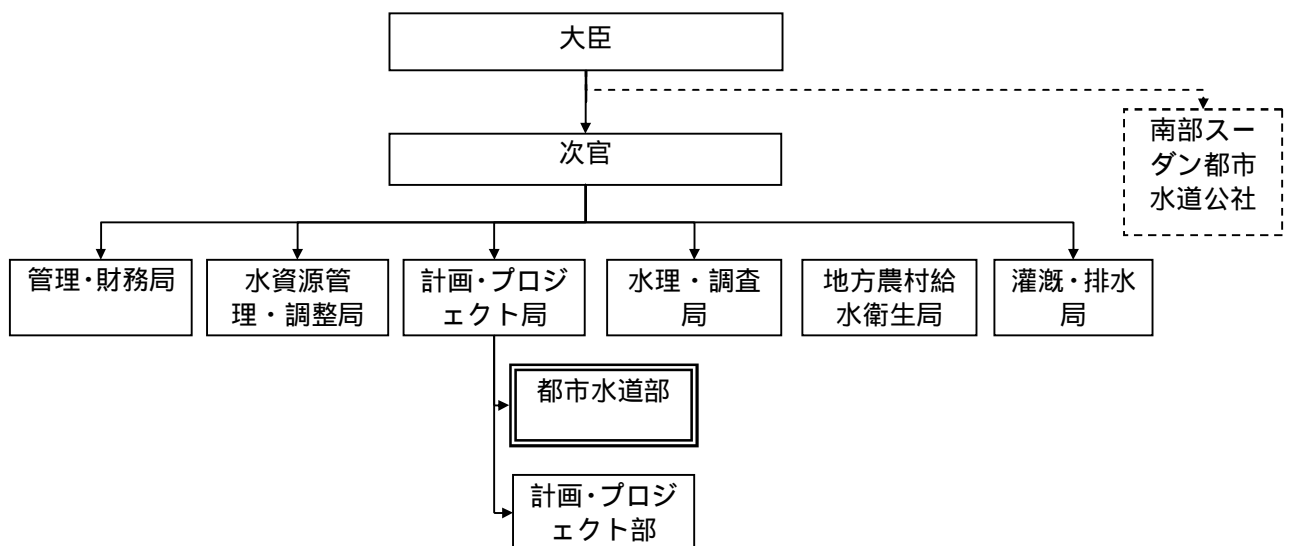 大臣
次官
南部スー
ダン都市
水道公社
管理・財務局
水資源管
理・調整局
計画・プロジ
ェクト局
水理・調査
局
地方農村給
水衛生局
灌漑・排水
局
都市水道部
計画・プロジ
ェクト部